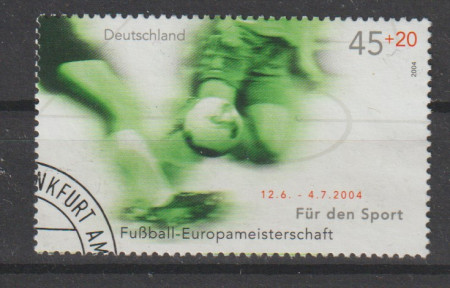 Deutschland
45+20
2004
12.6. - 4.7.2004
Für den Sport
Fußball-Europameisterschaft
NKFURT AM